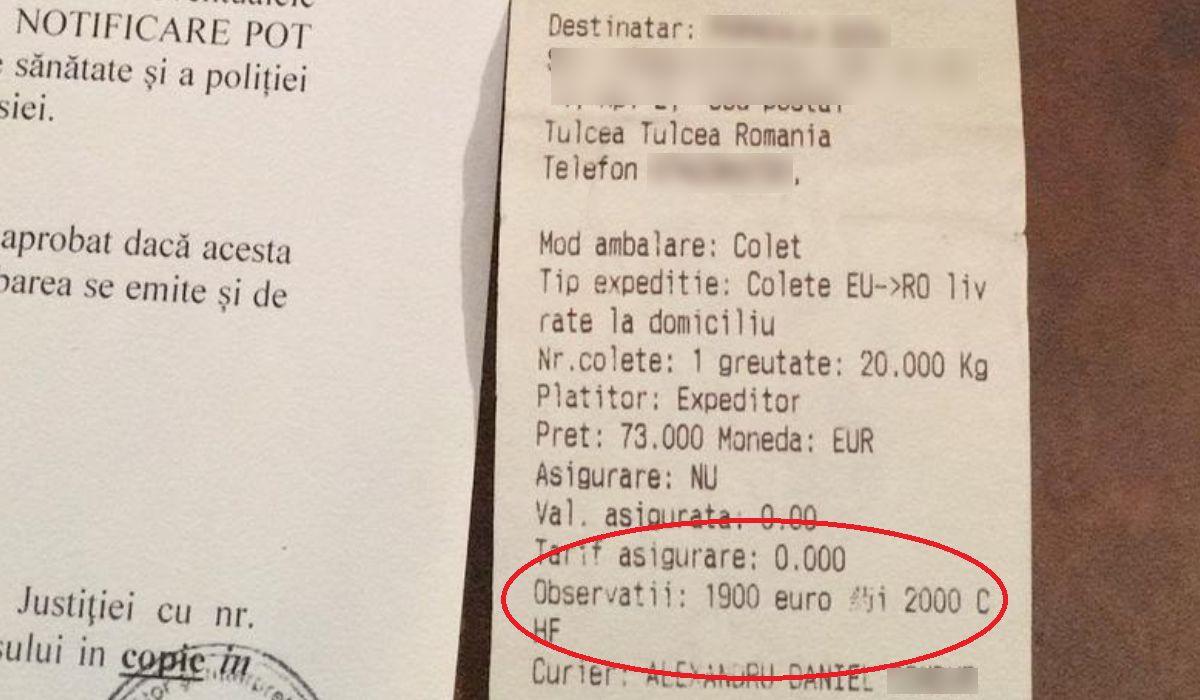 NOTIFICARE POT
sănătate și a poliției
siei.
aprobat dacă acesta
barea se emite și de
Justiţiei cu nr.
sului in copie in
Destinatar:
Tulcea Tulcea Romania
Telefon ,
Mod ambalare: Colet
Tip expeditie: Colete EU->RO liv
rate la domiciliu
Nr.colete: 1 greutate: 20.000 Kg
Platitor: Expeditor
Pret: 73.000 Moneda: EUR
Asigurare: NU
Val. asigurata: 0.00
Tarif asigurare: 0.000
Observatii: 1900 euro si 2000 C
HF
Curier: ALEXANDRU DANIEL